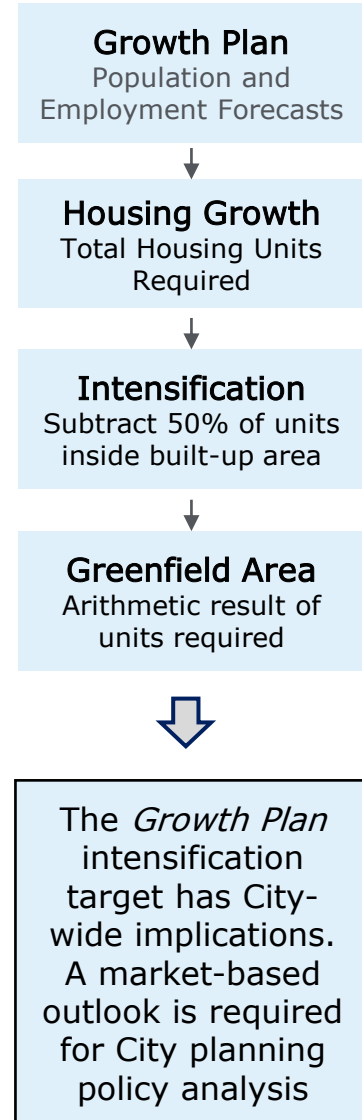 Growth Plan
Population and
Employment Forecasts
Housing Growth
Total Housing Units
Required
Intensification
Subtract 50% of units
inside built-up area
Greenfield Area
Arithmetic result of
units required
The Growth Plan
intensification
target has City-
wide implications.
A market-based
outlook is required
for City planning
policy analysis